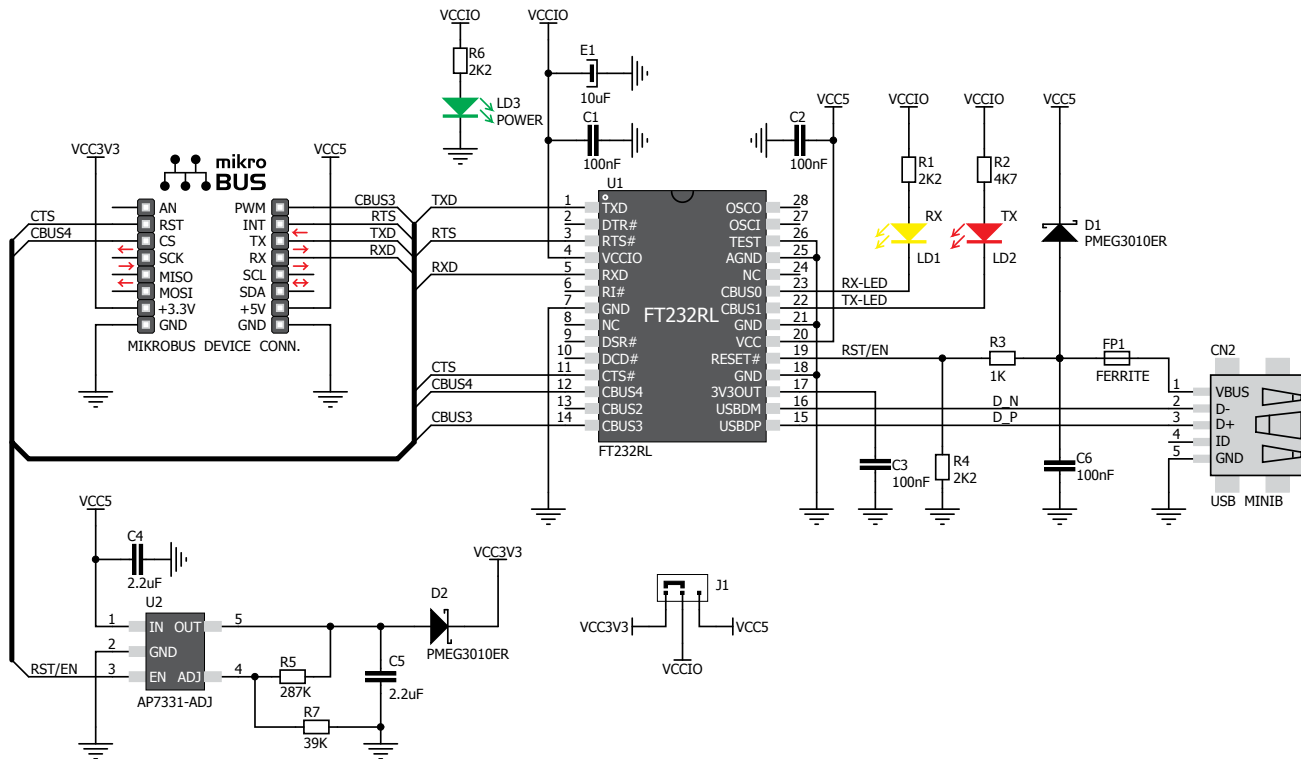 VCCIO
VCCIO
R6
2K2
E1
10uF
LD3
POWER
C1
100nF
C2
100nF
VCC5
VCCIO
VCCIO
VCC5
R1
2K2
R2
4K7
RX
LD1
TX
LD2
D1
PMEG3010ER
VCC3V3
mikro
BUS
VCC5
CTS
CBUS4
AN
RST
CS
SCK
MISO
MOSI
+3.3V
GND
PWM
INT
TX
RX
SCL
SDA
+5V
GND
CBUS3
RTS
TXD
RXD
MIKROBUS DEVICE CONN.
TXD
RTS
RXD
CTS
CBUS4
CBUS3
U1
1 TXD
2 DTR#
3 RTS#
4 VCCIO
5 RXD
6 RI#
7 GND
8 NC
9 DSR#
10 DCD#
11 CTS#
12 CBUS4
13 CBUS2
14 CBUS3
FT232RL
OSCO 28
OSCI 27
TEST 26
AGND 25
NC 24
CBUS0 23
CBUS1 22
GND 21
VCC 20
RESET# 19
GND 18
3V3OUT 17
USBDM 16
USBDP 15
FT232RL
RX-LED
TX-LED
RST/EN
R3
1K
FP1
FERRITE
D_N
D_P
C3
100nF
R4
2K2
C6
100nF
CN2
1 VBUS
2 D-
3 D+
4 ID
5 GND
USB MINIB
VCC5
C4
2.2uF
U2
1 IN
2 GND
3 EN
OUT 5
ADJ 4
AP7331-ADJ
RST/EN
R5
287K
R7
39K
C5
2.2uF
D2
PMEG3010ER
VCC3V3
J1
VCC3V3
VCC5
VCCIO